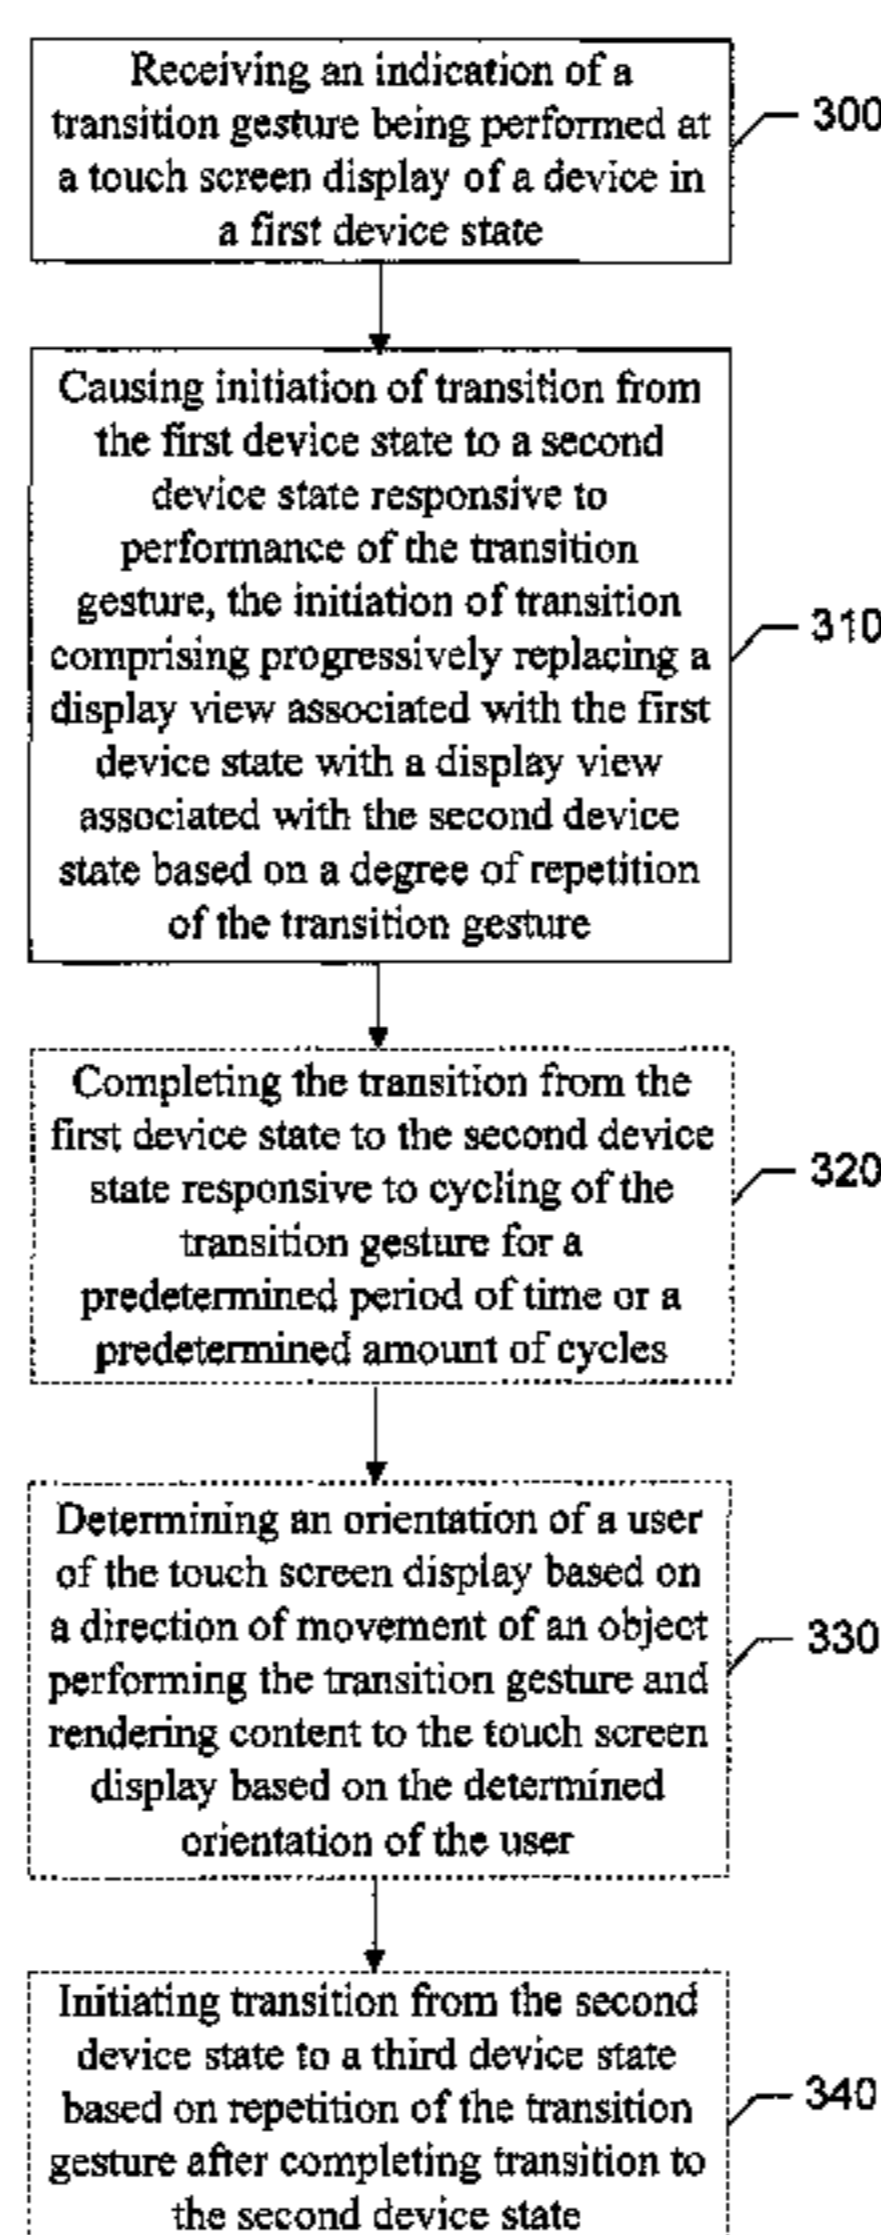 Receiving an indication of a
transition gesture being performed at
a touch screen display of a device in
a first device state
300
Causing initiation of transition from
the first device state to a second
device state responsive to
performance of the transition
gesture, the initiation of transition
comprising progressively replacing a
display view associated with the first
device state with a display view
associated with the second device
state based on a degree of repetition
of the transition gesture
310
Completing the transition from the
first device state to the second device
state responsive to cycling of the
transition gesture for a
predetermined period of time or a
predetermined amount of cycles
320
Determining an orientation of a user
of the touch screen display based on
a direction of movement of an object
performing the transition gesture and
rendering content to the touch screen
display based on the determined
orientation of the user
330
Initiating transition from the second
device state to a third device state
based on repetition of the transition
gesture after completing transition to
the second device state
340